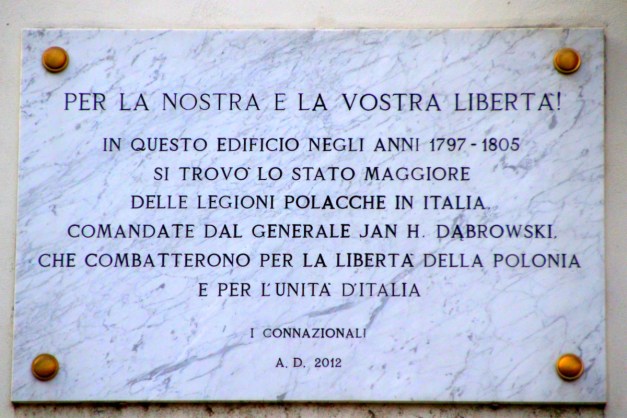 PER LA NOSTRA E LA VOSTRA LIBERTA'!
IN QUESTO EDIFICIO NEGLI ANNI 1797-1805
SI TROVO' LO STATO MAGGIORE
DELLE LEGIONI POLACCHE IN ITALIA.
COMANDATE DAL GENERALE JAN H. DĄBROWSKI.
CHE COMBATTERONO PER LA LIBERTA' DELLA POLONIA
E PER L'UNITA' D'ITALIA
I CONNAZIONALI
A. D. 2012